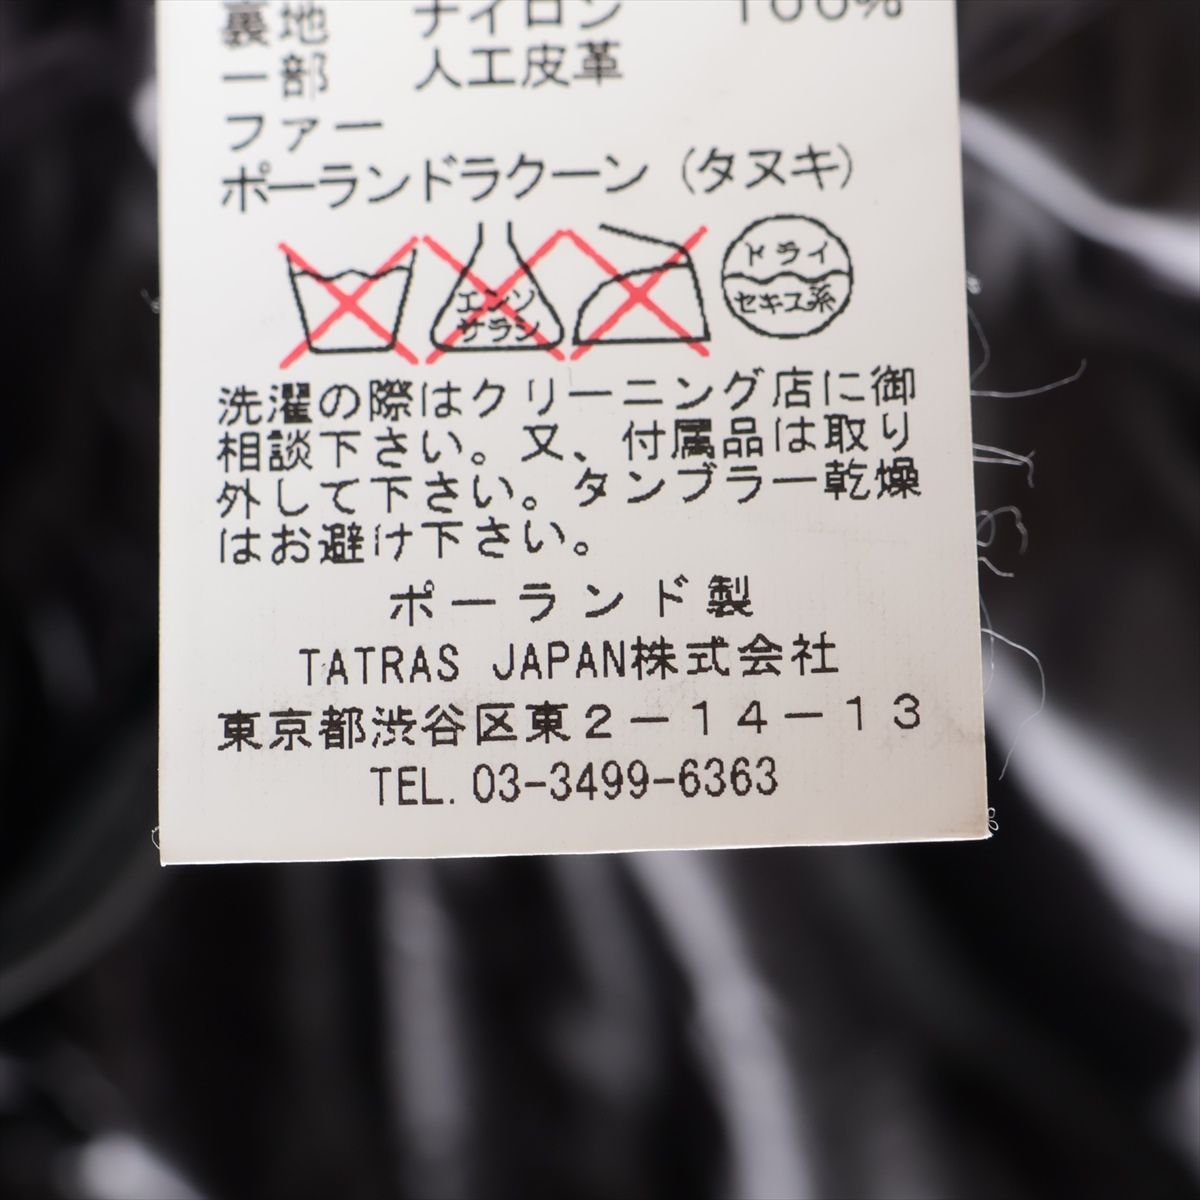 裏地 ナイロン 100%
一部 人工皮革
ファー
ポーランドラクーン (タヌキ)
エンソ
サラシ
ドライ
セキユ系
洗濯の際はクリーニング店に御
相談下さい。又、付属品は取り
外して下さい。タンブラー乾燥
はお避け下さい。
ポーランド製
TATRAS JAPAN株式会社
東京都渋谷区東2-14-13
TEL. 03-3499-6363